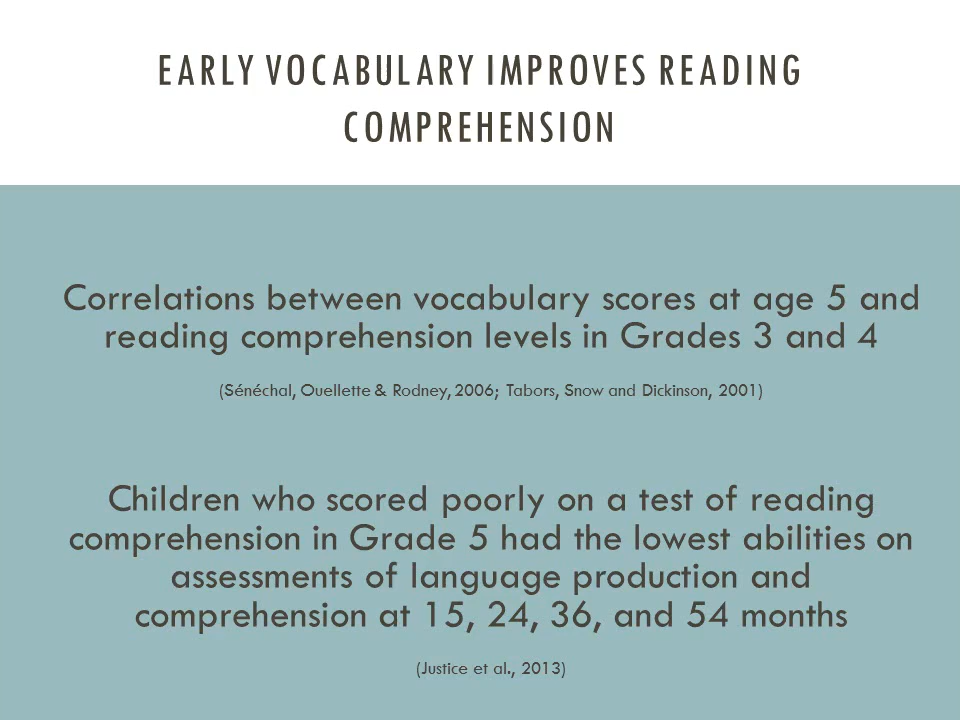 EARLY VOCABULARY IMPROVES READING
COMPREHENSION
Correlations between vocabulary scores at age 5 and
reading comprehension levels in Grades 3 and 4
(Sénéchal, Ouellette & Rodney, 2006; Tabors, Snow and Dickinson, 2001)
Children who scored poorly on a test of reading
comprehension in Grade 5 had the lowest abilities on
assessments of language production and
comprehension at 15, 24, 36, and 54 months
(Justice et al., 2013)